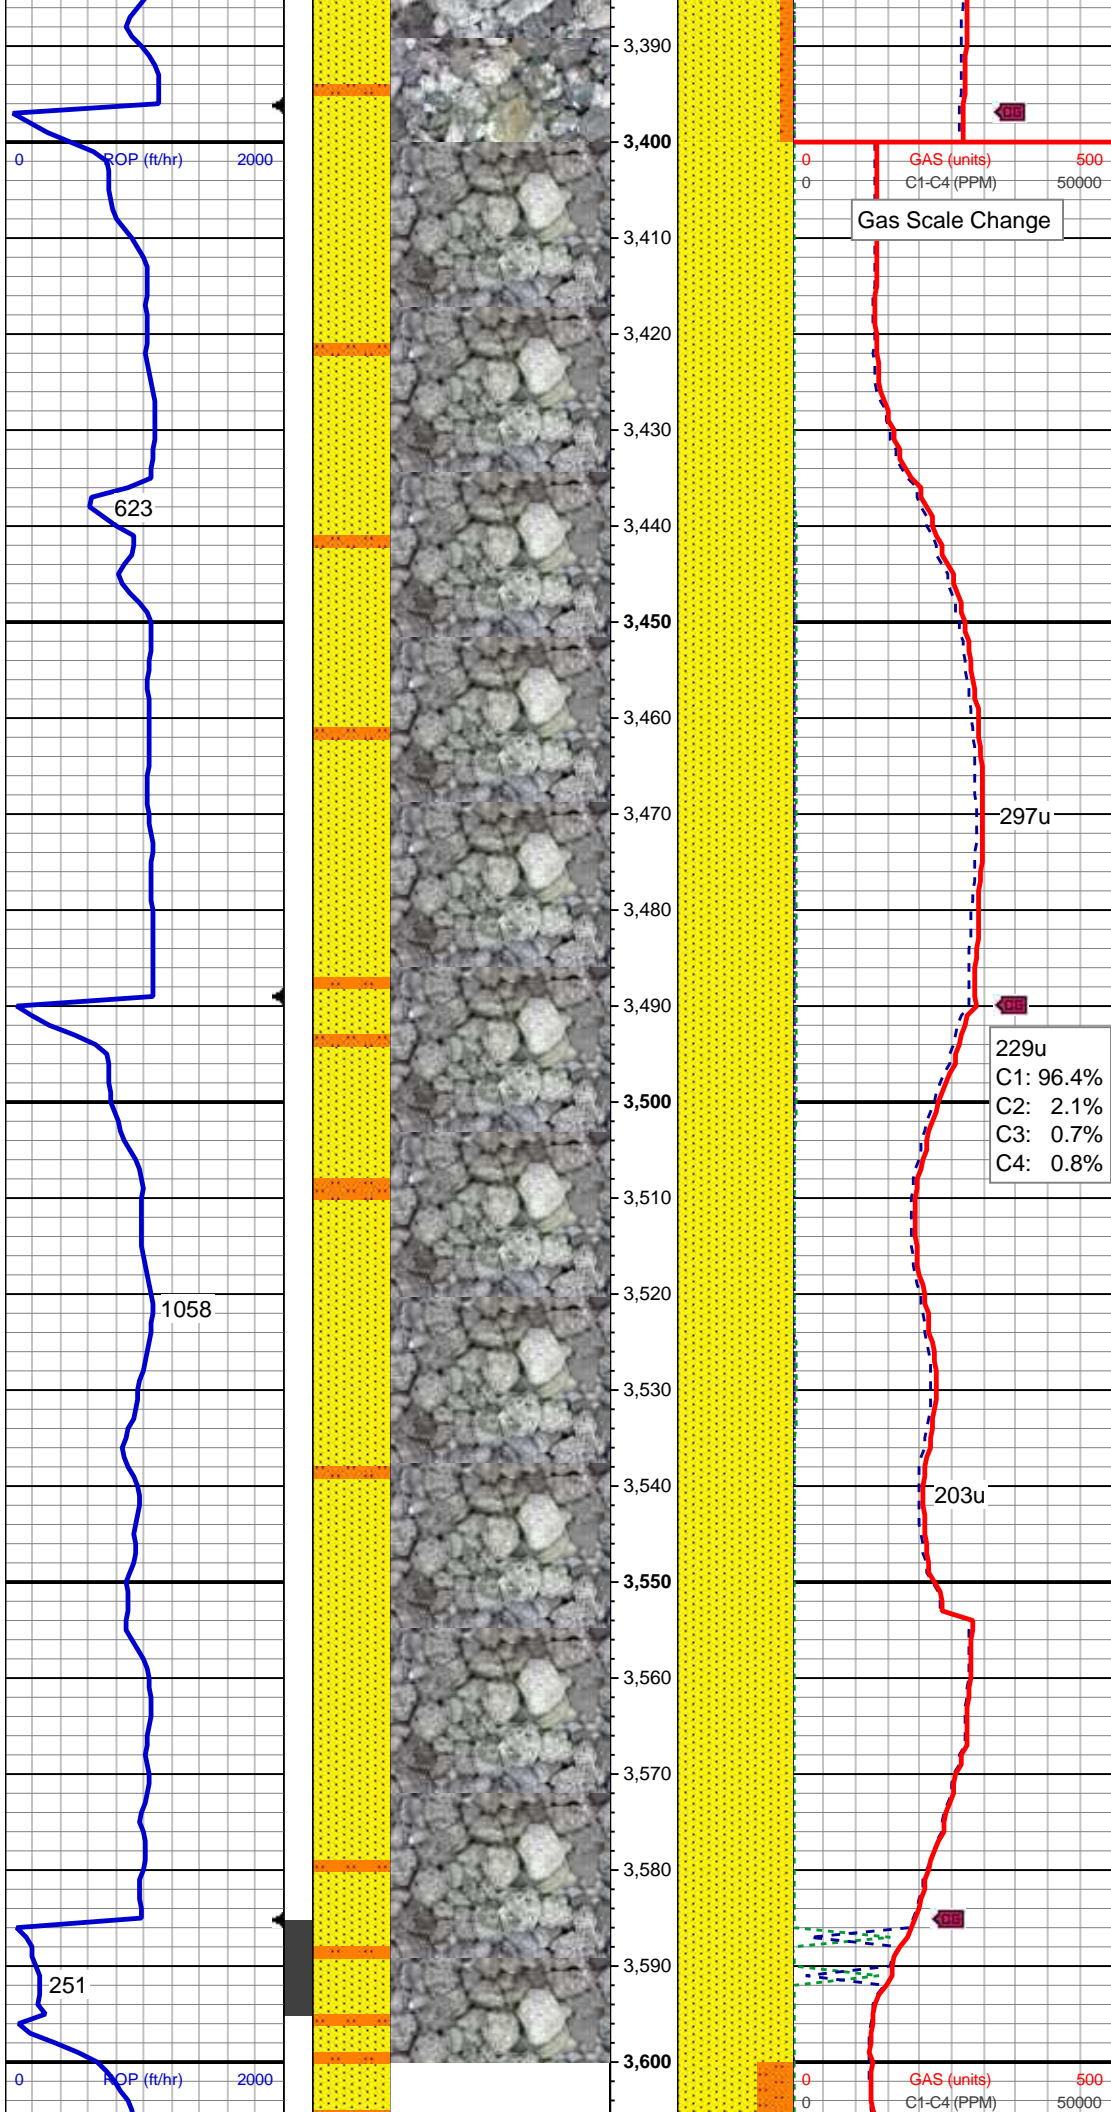 3,390
CG
3,400
0 ROP (ft/hr) 2000
0 GAS (units) 500
0 C1-C4 (PPM) 50000
Gas Scale Change
3,410
3,420
3,430
623
3,440
3,450
3,460
3,470
297u
3,480
3,490
CG
229u
C1: 96.4%
C2: 2.1%
C3: 0.7%
C4: 0.8%
3,500
3,510
1058
3,520
3,530
3,540
203u
3,550
3,560
3,570
3,580
CG
3,590
251
3,600
0 ROP (ft/hr) 2000
0 GAS (units) 500
0 C1-C4 (PPM) 50000